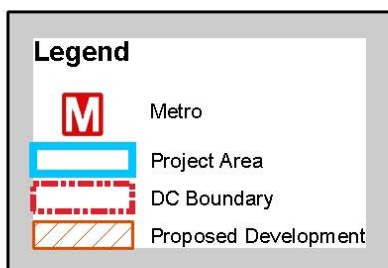 Legend
M Metro
Project Area
DC Boundary
Proposed Development